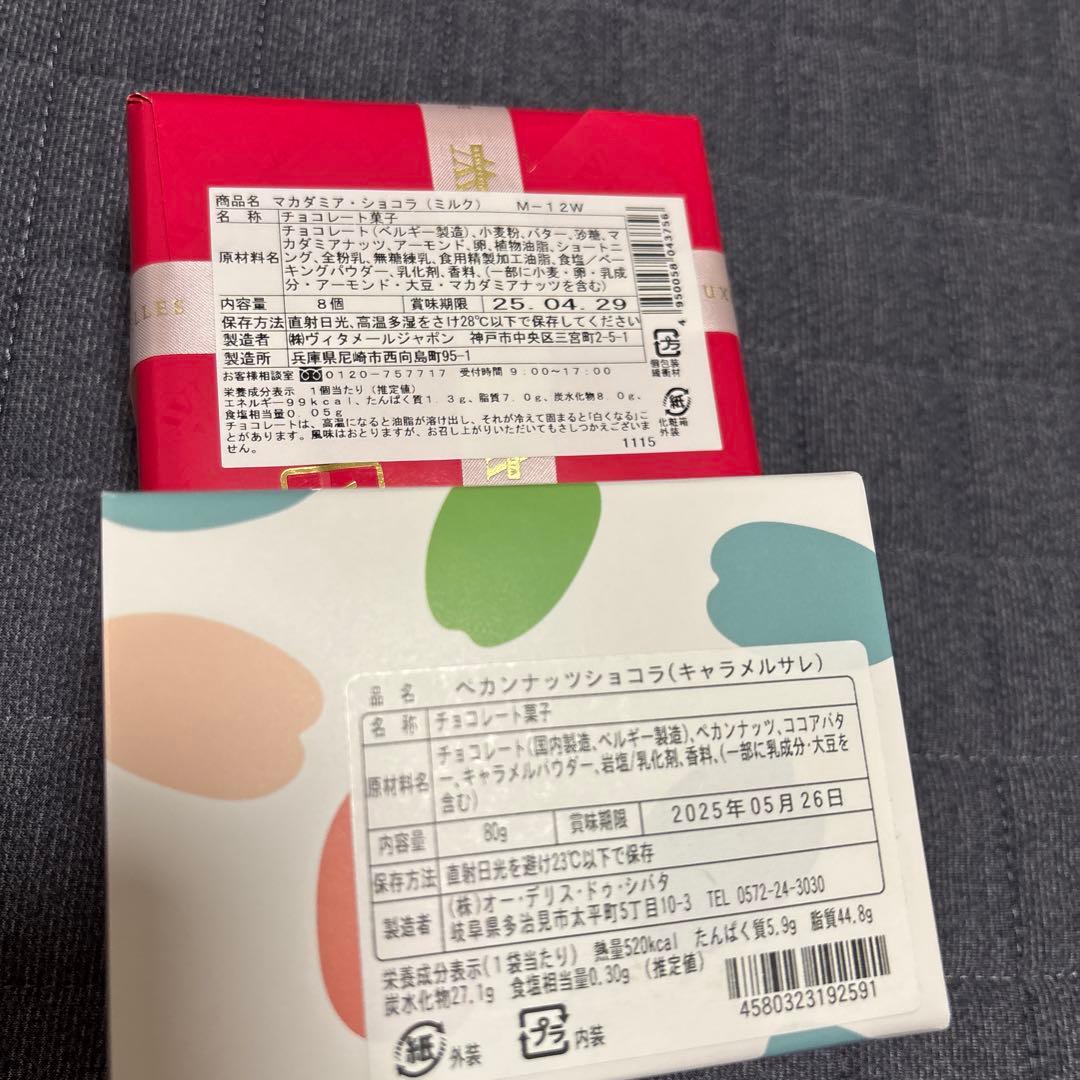 商品名 マカダミア・ショコラ(ミルク) M-12W
名 称 チョコレート菓子
原材料名 チョコレート(ベルギー製造)、小麦粉、バター、砂糖、マ
カダミアナッツ、アーモンド、卵、植物油脂、ショートニ
ング、全粉乳、無糖練乳、食用精製加工油脂、食塩/ベー
キングパウダー、乳化剤、香料、(一部に小麦・卵・乳成
分・アーモンド・大豆・マカダミアナッツを含む)
内容量 8個 賞味期限 25.04.29
保存方法 直射日光、高温多湿をさけ28℃以下で保存してください
製造者 ㈱ヴィタメールジャポン 神戸市中央区三宮町2-5-1
製造所 兵庫県尼崎市西向島町95-1
お客様相談室 0120-757717 受付時間 9:00~17:00
栄養成分表示 1個当たり(推定値)
エネルギー99kcal、たんぱく質1.3g、脂質7.0g、炭水化物8.0g、
食塩相当量0.05g
チョコレートは、高温になると油脂が溶け出し、それが冷えて固まると「白くなる」こ
とがあります。風味はおとりますが、お召し上がりいただいてもさしつかえございま
せん。
1115
4 950058 043756
プラ
個包装
緩衝材
紙
化粧箱
外装
LLES
UX
品 名 ペカンナッツショコラ(キャラメルサレ)
名 称 チョコレート菓子
原材料名 チョコレート(国内製造、ベルギー製造)、ペカンナッツ、ココアバタ
ー、キャラメルパウダー、岩塩/乳化剤、香料、(一部に乳成分・大豆を
含む)
内容量 80g 賞味期限 2025年05月26日
保存方法 直射日光を避け23℃以下で保存
製造者 (株)オー・デリス・ドゥ・シバタ
岐阜県多治見市太平町5丁目10-3 TEL 0572-24-3030
栄養成分表示(1袋当たり) 熱量520kcal たんぱく質5.9g 脂質44.8g
炭水化物27.1g 食塩相当量0.30g (推定値)
4580323192591
紙 外装
プラ 内装